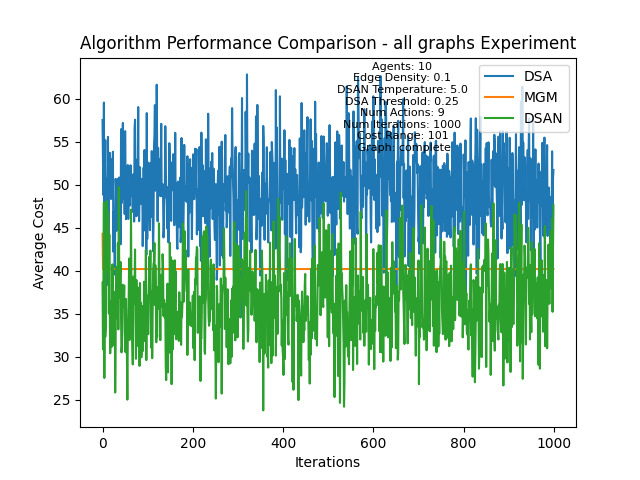 Algorithm Performance Comparison - all graphs Experiment
Agents: 10
Edge Density: 0.1
DSAN Temperature: 5.0
DSA Threshold: 0.25
Num Actions: 9
Num Iterations: 1000
Cost Range: 101
Graph: complete
DSA
MGM
DSAN
Average Cost
60
55
50
45
40
35
30
25
0
200
400
600
800
1000
Iterations